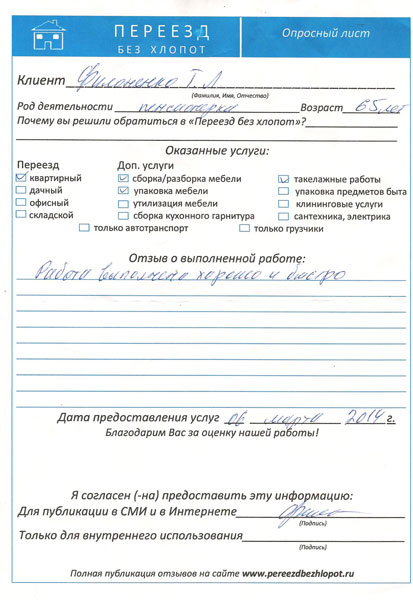 ПЕРЕЕЗД
БЕЗ ХЛОПОТ
Опросный лист
Клиент Филоненко Т. Л
(Фамилия, Имя, Отчество)
Род деятельности пенсионерка Возраст 65 лет
Почему вы решили обратиться в «Переезд без хлопот»?
Оказанные услуги:
Переезд Доп. услуги
квартирный сборка/разборка мебели такелажные работы
дачный упаковка мебели упаковка предметов быта
офисный утилизация мебели клининговые услуги
складской сборка кухонного гарнитура сантехника, электрика
только автотранспорт только грузчики
Отзыв о выполненной работе:
Работа выполнена хорошо и быстро
Дата предоставления услуг 06 марта 2014 г.
Благодарим Вас за оценку нашей работы!
Я согласен (-на) предоставить эту информацию:
Для публикации в СМИ и в Интернете
(Подпись)
Только для внутреннего использования
(Подпись)
Полная публикация отзывов на сайте www.pereezdbezhlopot.ru